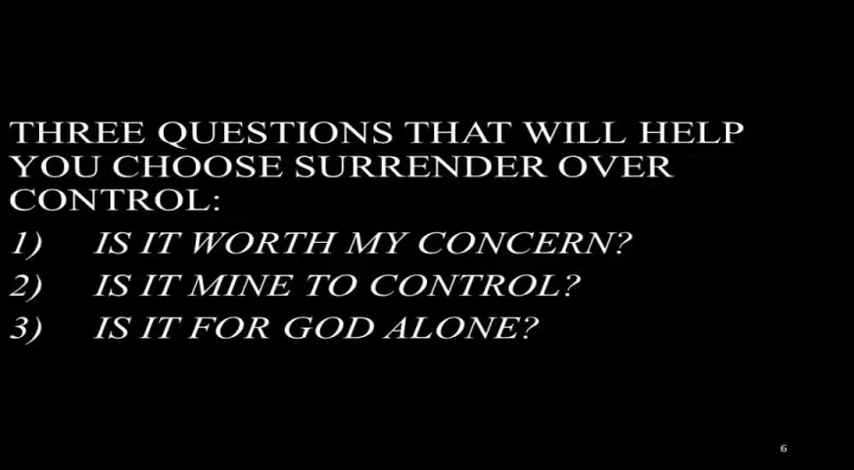 THREE QUESTIONS THAT WILL HELP
YOU CHOOSE SURRENDER OVER
CONTROL:
1) IS IT WORTH MY CONCERN?
2) IS IT MINE TO CONTROL?
3) IS IT FOR GOD ALONE?
6